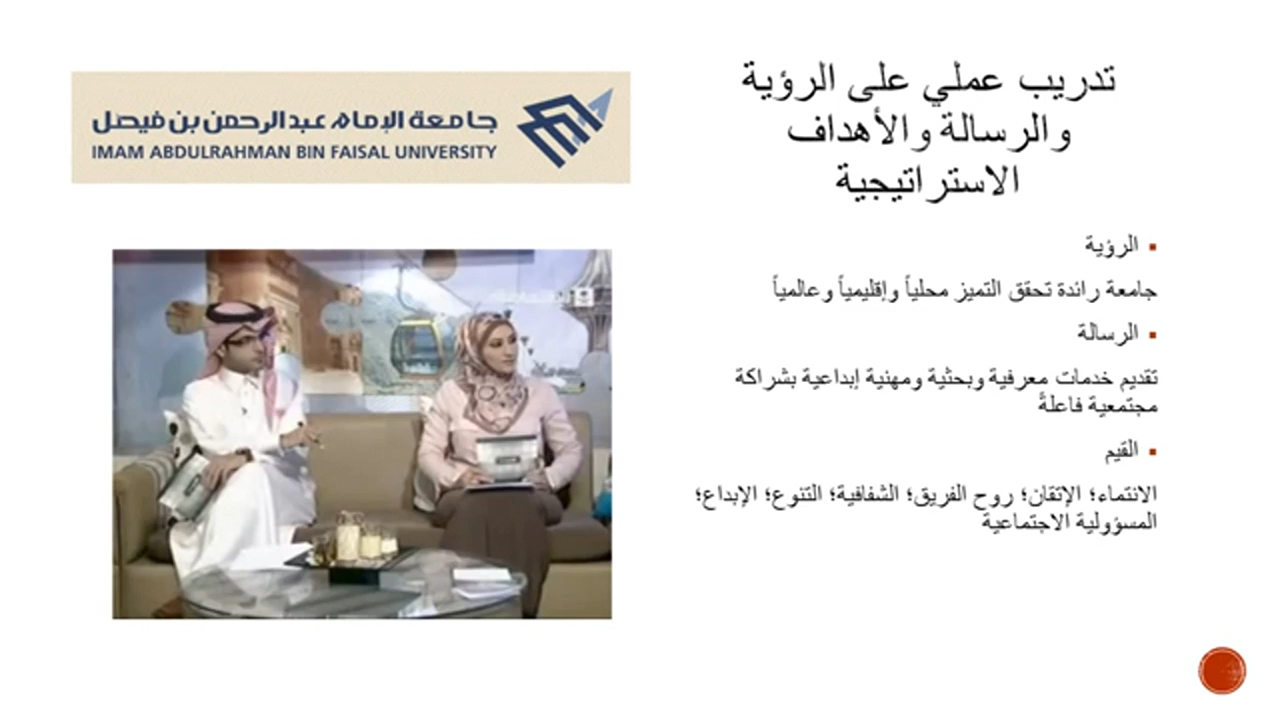 جامعة الإمام عبدالرحمن بن فيصل
IMAM ABDULRAHMAN BIN FAISAL UNIVERSITY
تدريب عملي على الرؤية
والرسالة والأهداف
الاستراتيجية
▪ الرؤية
جامعة رائدة تحقق التميز محلياً وإقليمياً وعالمياً
▪ الرسالة
تقديم خدمات معرفية وبحثية ومهنية إبداعية بشراكة
مجتمعية فاعلةً
▪ القيم
الانتماء؛ الإتقان؛ روح الفريق؛ الشفافية؛ التنوع؛ الإبداع؛
المسؤولية الاجتماعية